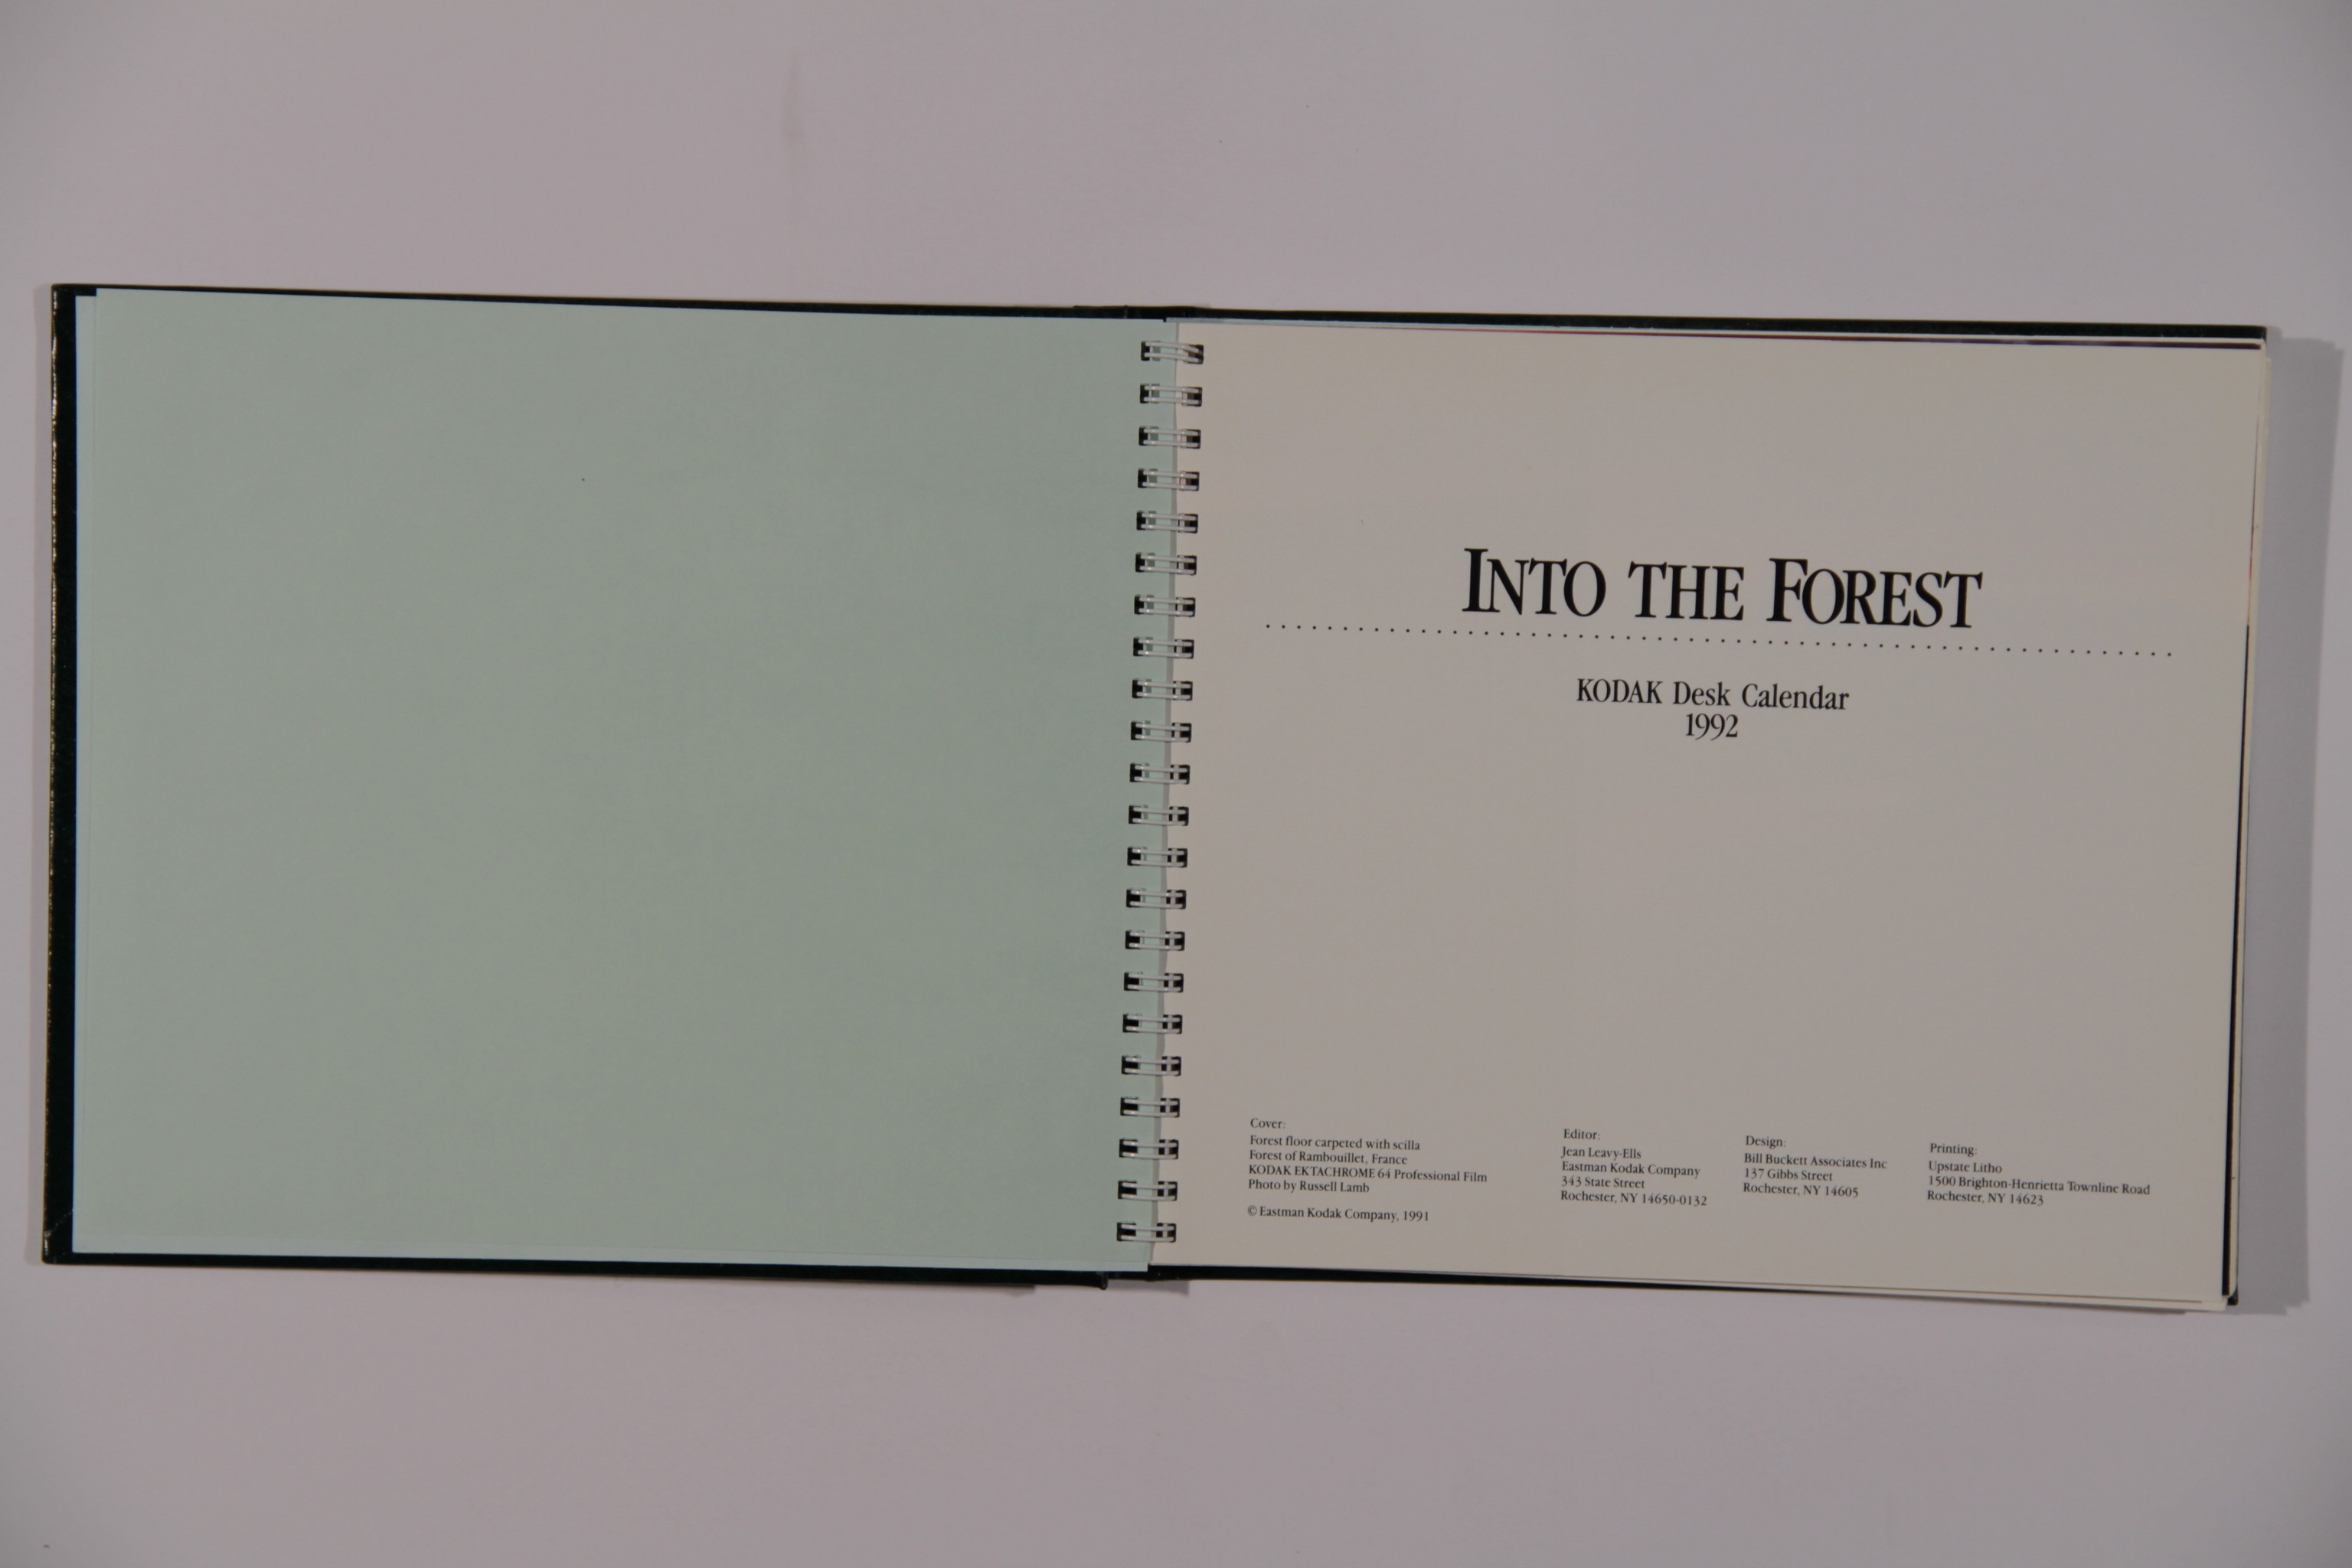 INTO THE FOREST
KODAK Desk Calendar
1992
Cover:
Forest floor carpeted with scilla
Forest of Rambouillet, France
KODAK EKTACHROME 64 Professional Film
Photo by Russell Lamb
© Eastman Kodak Company, 1991
Editor:
Jean Leavy-Ells
Eastman Kodak Company
343 State Street
Rochester, NY 14650-0132
Design:
Bill Buckett Associates Inc
137 Gibbs Street
Rochester, NY 14605
Printing:
Upstate Litho
1500 Brighton-Henrietta Townline Road
Rochester, NY 14623